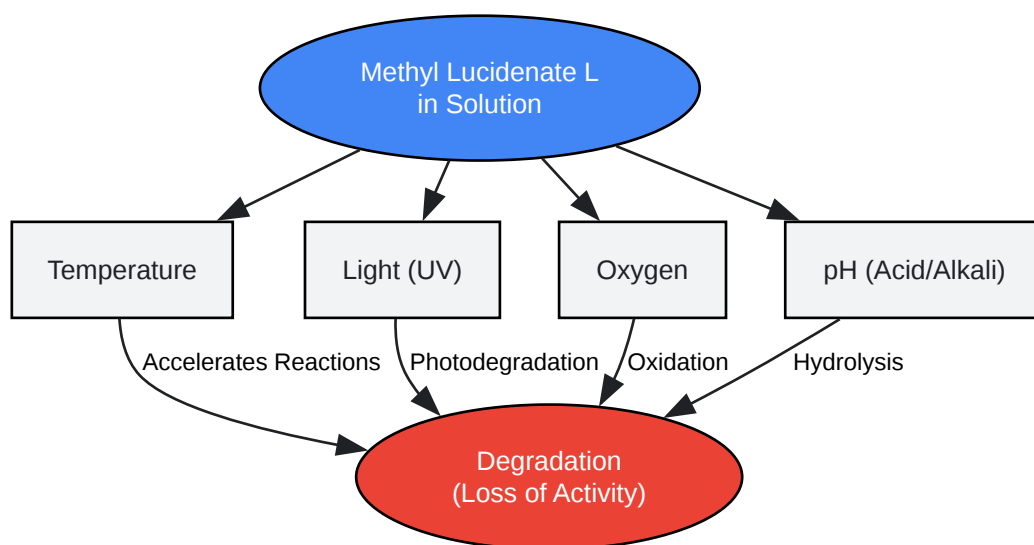 Methyl Lucidenate L
in Solution
Temperature
Light (UV)
Oxygen
pH (Acid/Alkali)
Accelerates Reactions
Photodegradation
Oxidation
Hydrolysis
Degradation
(Loss of Activity)